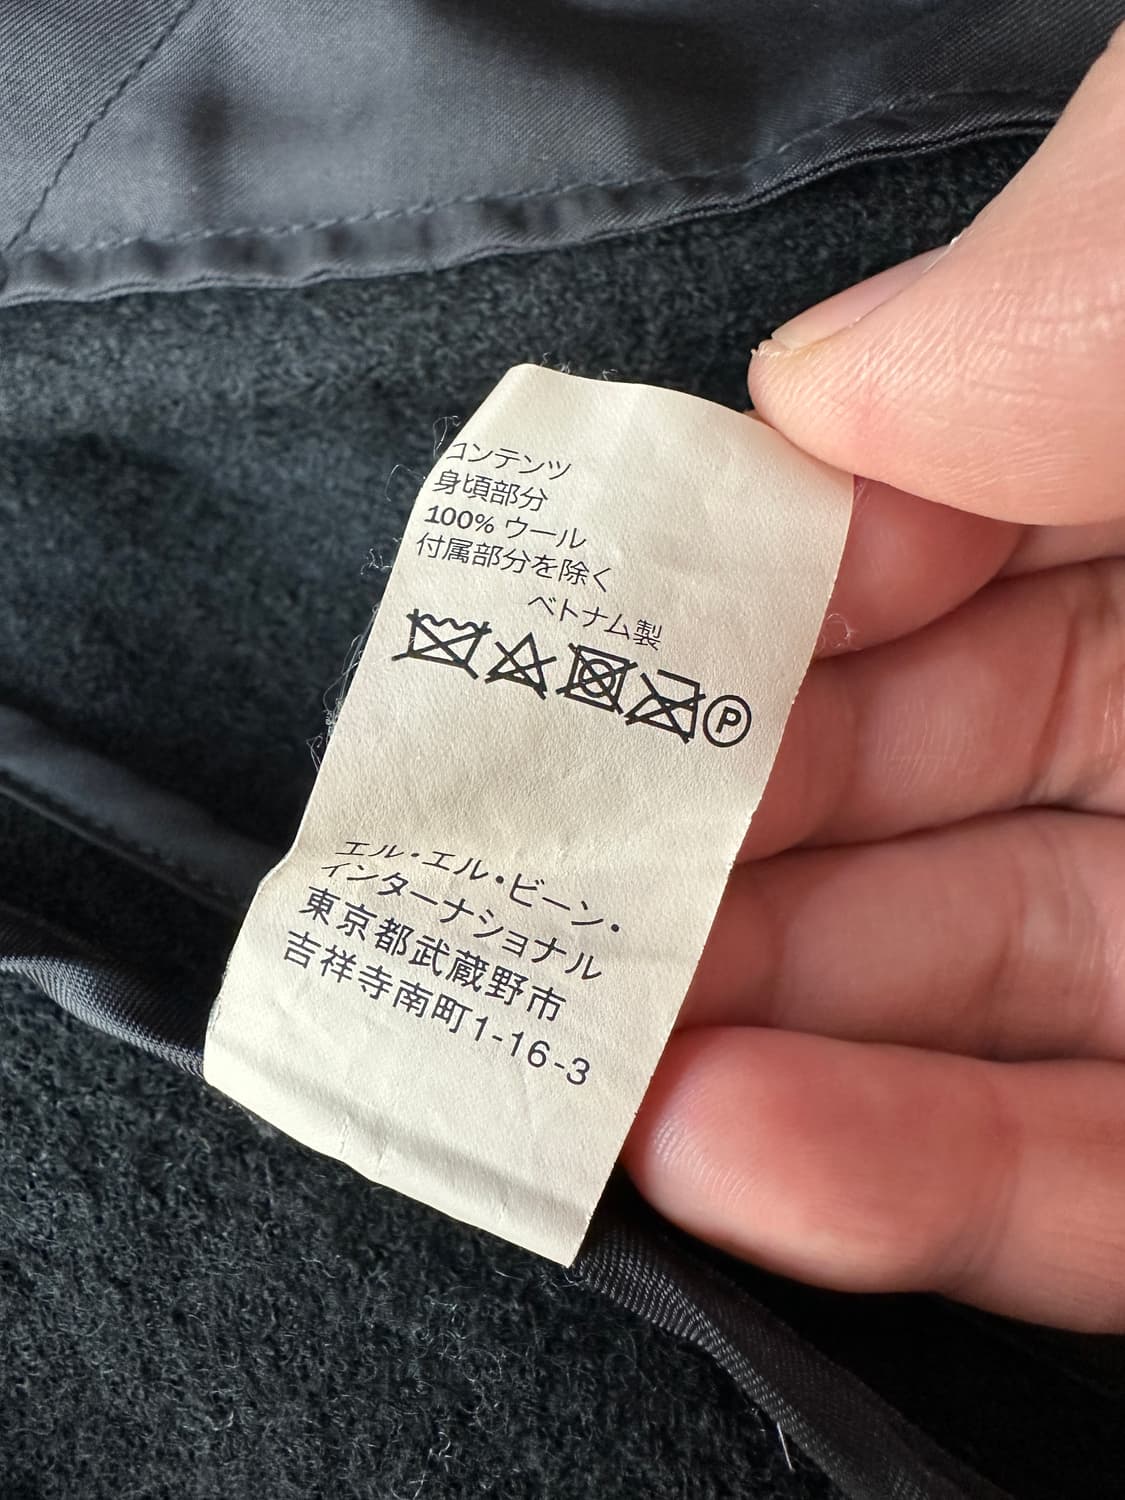 コンテンツ
身頃部分
100% ウール
付属部分を除く
ベトナム製
P
エル・エル・ビーン・
インターナショナル
東京都武蔵野市
吉祥寺南町1-16-3